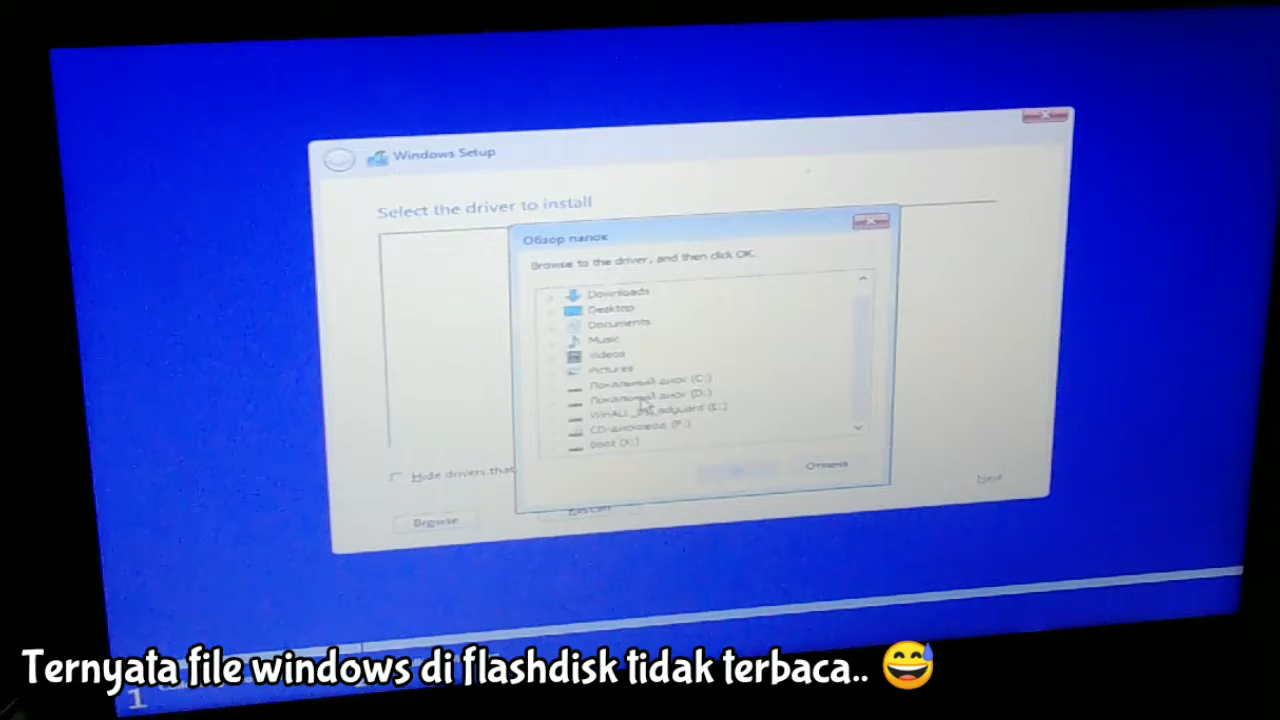 Windows Setup
Select the driver to install
Обзор папок
Browse to the driver, and then click OK.
Downloads
Desktop
Documents
Music
Videos
Pictures
Локальный диск (C:)
Локальный диск (D:)
(E:)
CD-дисковод (F:)
Boot (X:)
Отмена
Hide drivers that
Browse
Rescan
Next
Ternyata file windows di flashdisk tidak terbaca.. 😅
1